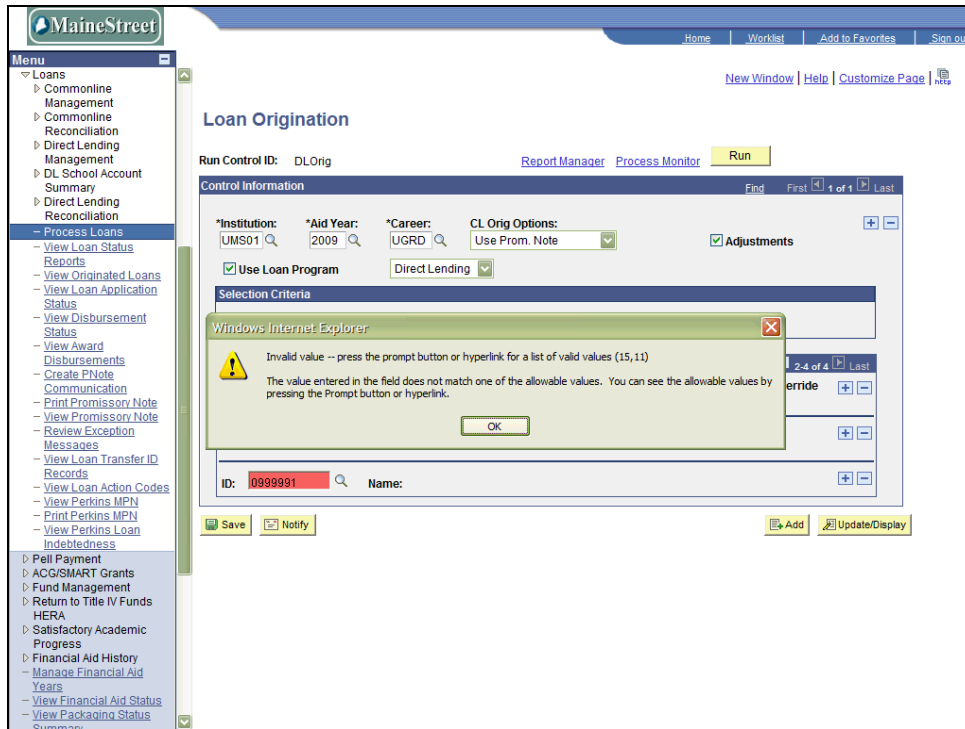 MaineStreet
Home
Worklist
Add to Favorites
Sign ou
Menu
Loans
Commonline
Management
Commonline
Reconciliation
Direct Lending
Management
DL School Account
Summary
Direct Lending
Reconciliation
Process Loans
View Loan Status
Reports
View Originated Loans
View Loan Application
Status
View Disbursement
Status
View Award
Disbursements
Create PNote
Communication
Print Promissory Note
View Promissory Note
Review Exception
Messages
View Loan Transfer ID
Records
View Loan Action Codes
View Perkins MPN
Print Perkins MPN
View Perkins Loan
Indebtedness
Pell Payment
ACG/SMART Grants
Fund Management
Return to Title IV Funds
HERA
Satisfactory Academic
Progress
Financial Aid History
Manage Financial Aid
Years
View Financial Aid Status
View Packaging Status
Summary
New Window | Help | Customize Page | http
Loan Origination
Run Control ID: DLOrig Report Manager Process Monitor Run
Control Information Find First 1 of 1 Last
*Institution: *Aid Year: *Career: CL Orig Options:
UMS01 2009 UGRD Use Prom. Note Adjustments
Use Loan Program Direct Lending
Selection Criteria
Windows Internet Explorer
Invalid value -- press the prompt button or hyperlink for a list of valid values (15,11)
The value entered in the field does not match one of the allowable values. You can see the allowable values by
pressing the Prompt button or hyperlink.
OK
2-4 of 4 Last
erride
ID: 0999991 Name:
Save Notify Add Update/Display